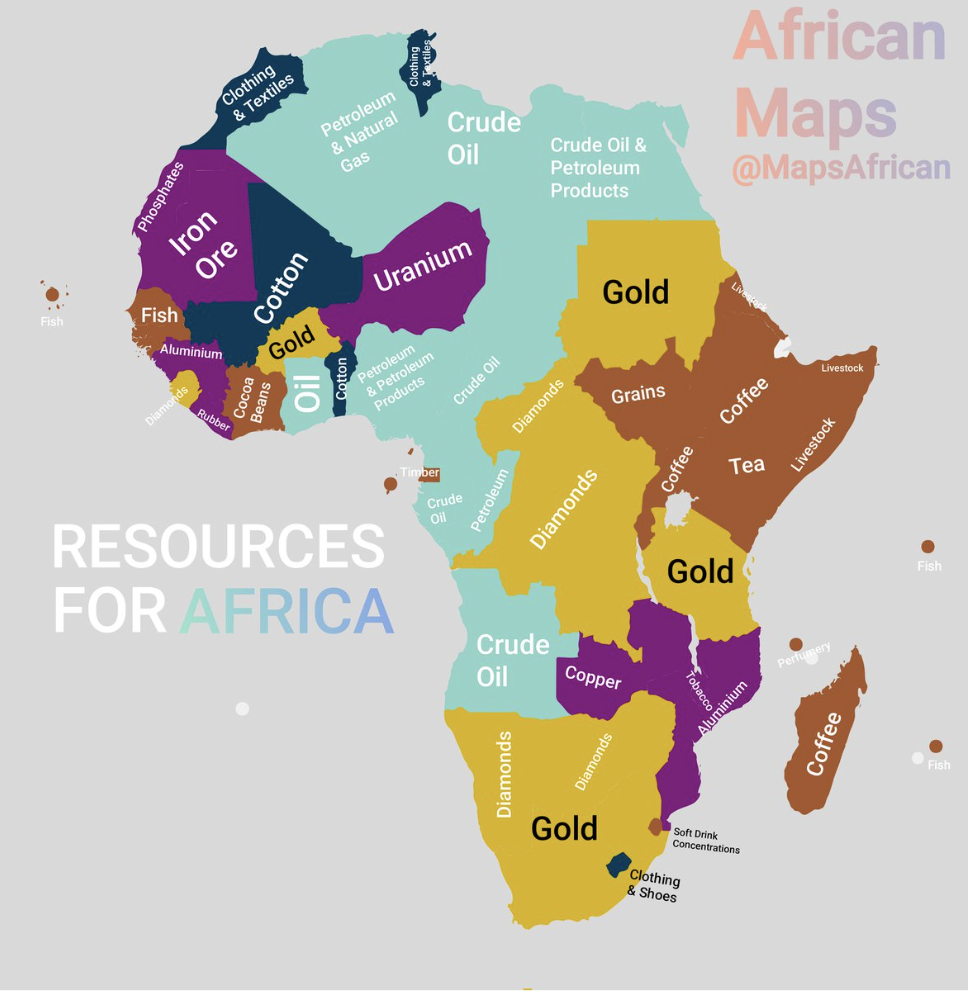 African
Maps
@MapsAfrican
Clothing
& Textiles
Clothing
& Textiles
Petroleum
& Natural
Gas
Crude
Oil
Crude Oil &
Petroleum
Products
Phosphates
Iron
Ore
Cotton
Uranium
Gold
Livestock
Fish
Fish
Aluminium
Gold
Diamonds
Rubber
Cocoa
Beans
Oil
Cotton
Petroleum
& Petroleum
Products
Crude Oil
Diamonds
Grains
Coffee
Livestock
Livestock
Timber
Crude
Oil
Petroleum
Diamonds
Coffee
Tea
RESOURCES
FOR AFRICA
Gold
Fish
Crude
Oil
Copper
Tobacco
Aluminium
Perfumery
Coffee
Fish
Diamonds
Diamonds
Gold
Soft Drink
Concentrations
Clothing
& Shoes